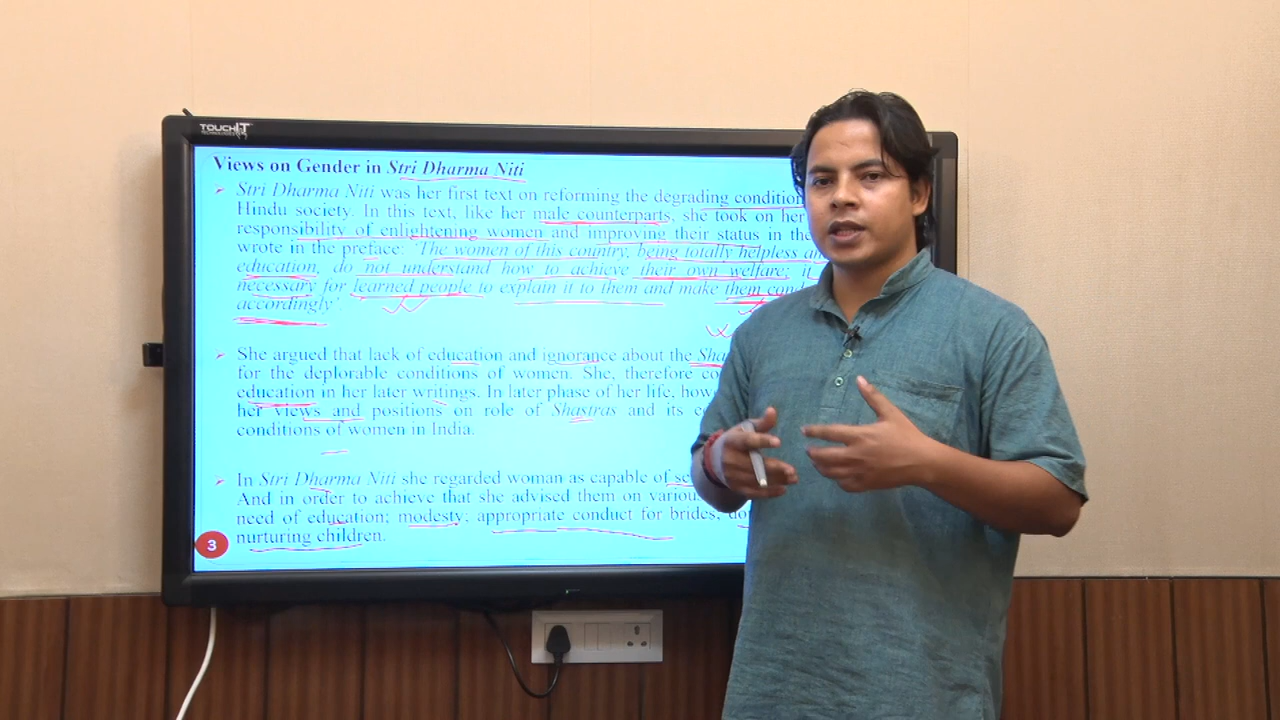 TOUCHIT
TECHNOLOGIES
Views on Gender in Stri Dharma Niti
➤ Stri Dharma Niti was her first text on reforming the degrading condition
Hindu society. In this text, like her male counterparts, she took on her
responsibility of enlightening women and improving their status in the
wrote in the preface: 'The women of this country, being totally helpless an
education, do not understand how to achieve their own welfare; it
necessary for learned people to explain it to them and make them cond
accordingly'.
➤ She argued that lack of education and ignorance about the Sha
for the deplorable conditions of women. She, therefore co
education in her later writings. In later phase of her life, how
her views and positions on role of Shastras and its c
conditions of women in India.
➤ In Stri Dharma Niti she regarded woman as capable of se
And in order to achieve that she advised them on variou
need of education; modesty; appropriate conduct for brides, do
nurturing children.
3